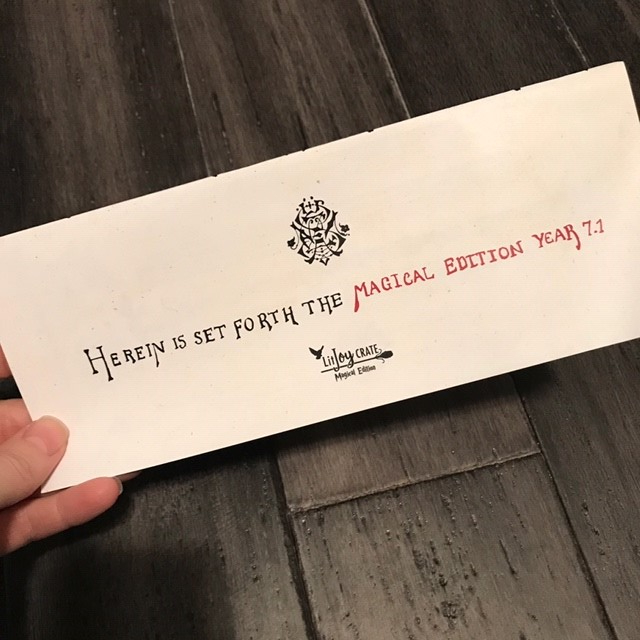 HEREIN IS SET FORTH THE MAGICAL EDITION YEAR 7.1
LitJoy CRATE
Magical Edition